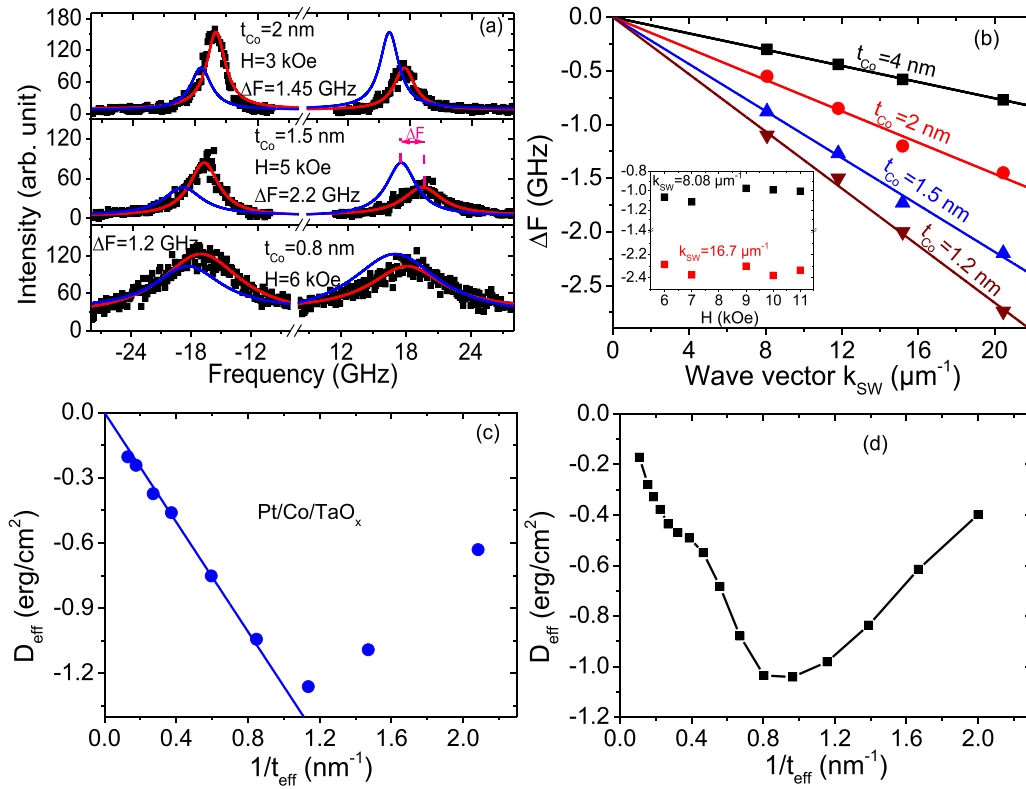 (a)
t_Co=2 nm
H=3 kOe
ΔF=1.45 GHz
160
120
80
40
0
t_Co=1.5 nm
H=5 kOe
ΔF=2.2 GHz
ΔF
120
60
0
ΔF=1.2 GHz
t_Co=0.8 nm
H=6 kOe
120
90
60
30
0
Intensity (arb. unit)
-24 -18 -12 12 18 24
Frequency (GHz)
(b)
0.0
-0.5
-1.0
-1.5
-2.0
-2.5
ΔF (GHz)
t_Co=4 nm
t_Co=2 nm
t_Co=1.5 nm
t_Co=1.2 nm
-0.8
-1.0
-1.2
-1.4
-2.2
-2.4
k_SW=8.08 μm⁻¹
k_SW=16.7 μm⁻¹
6 7 8 9 10 11
H (kOe)
0 4 8 12 16 20
Wave vector k_SW (μm⁻¹)
(c)
0.0
-0.3
-0.6
-0.9
-1.2
D_eff (erg/cm²)
Pt/Co/TaO_x
0.0 0.4 0.8 1.2 1.6 2.0
1/t_eff (nm⁻¹)
(d)
0.0
-0.2
-0.4
-0.6
-0.8
-1.0
-1.2
D_eff (erg/cm²)
0.0 0.4 0.8 1.2 1.6 2.0
1/t_eff (nm⁻¹)